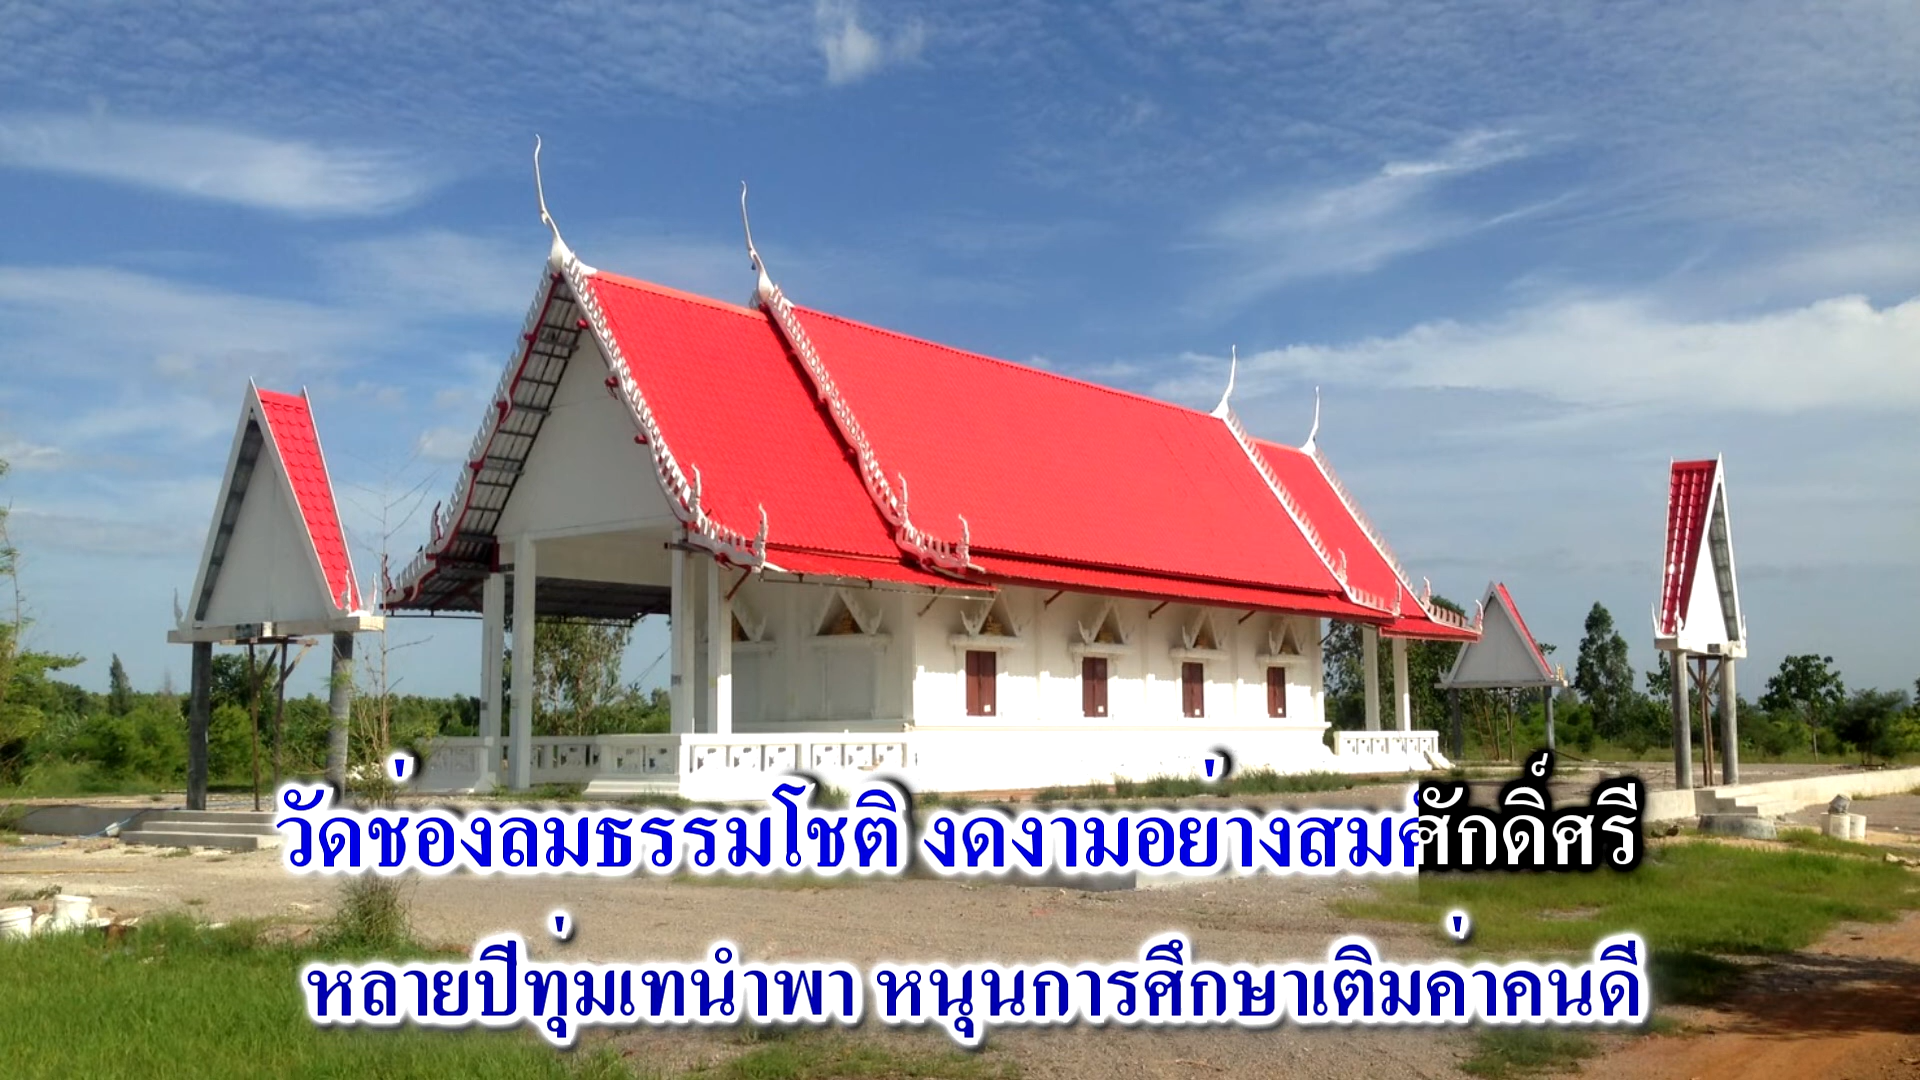 วัดช่องลมธรรมโชติ งดงามอย่างสมศักดิ์ศรี
หลายปีทุ่มเทนำพา หนุนการศึกษาเติมค่าคนดี